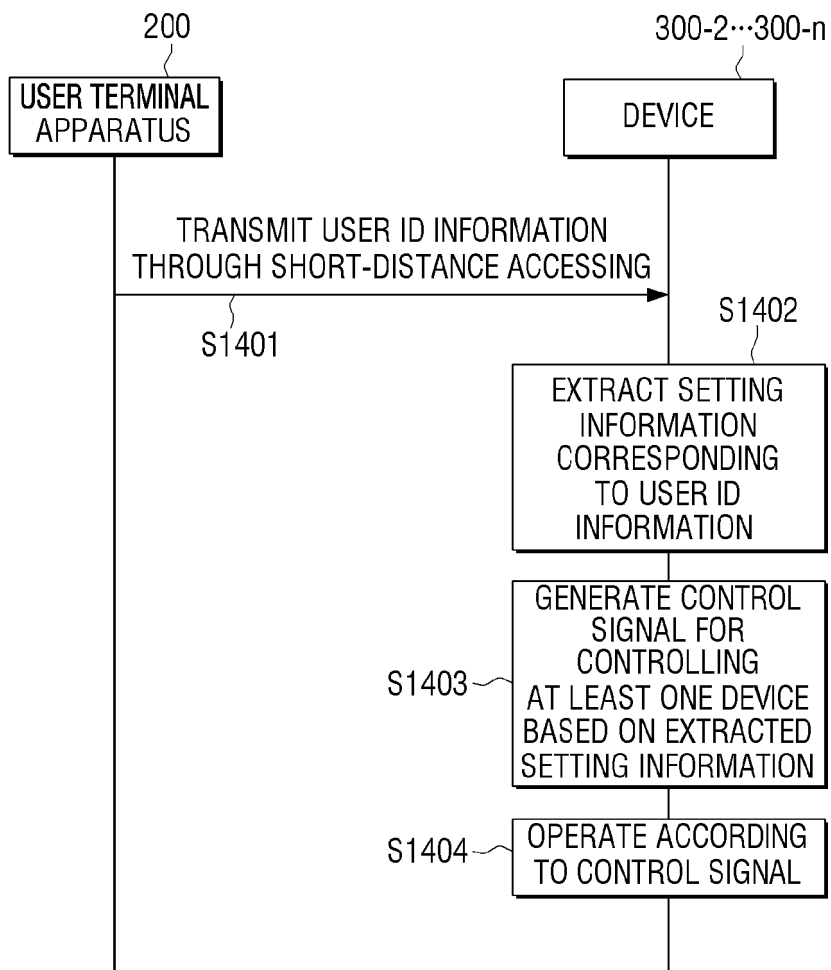 200
300-2···300-n
USER TERMINAL
APPARATUS
DEVICE
TRANSMIT USER ID INFORMATION
THROUGH SHORT-DISTANCE ACCESSING
S1401
S1402
EXTRACT SETTING
INFORMATION
CORRESPONDING
TO USER ID
INFORMATION
GENERATE CONTROL
SIGNAL FOR
CONTROLLING
AT LEAST ONE DEVICE
BASED ON EXTRACTED
SETTING INFORMATION
S1403
OPERATE ACCORDING
TO CONTROL SIGNAL
S1404